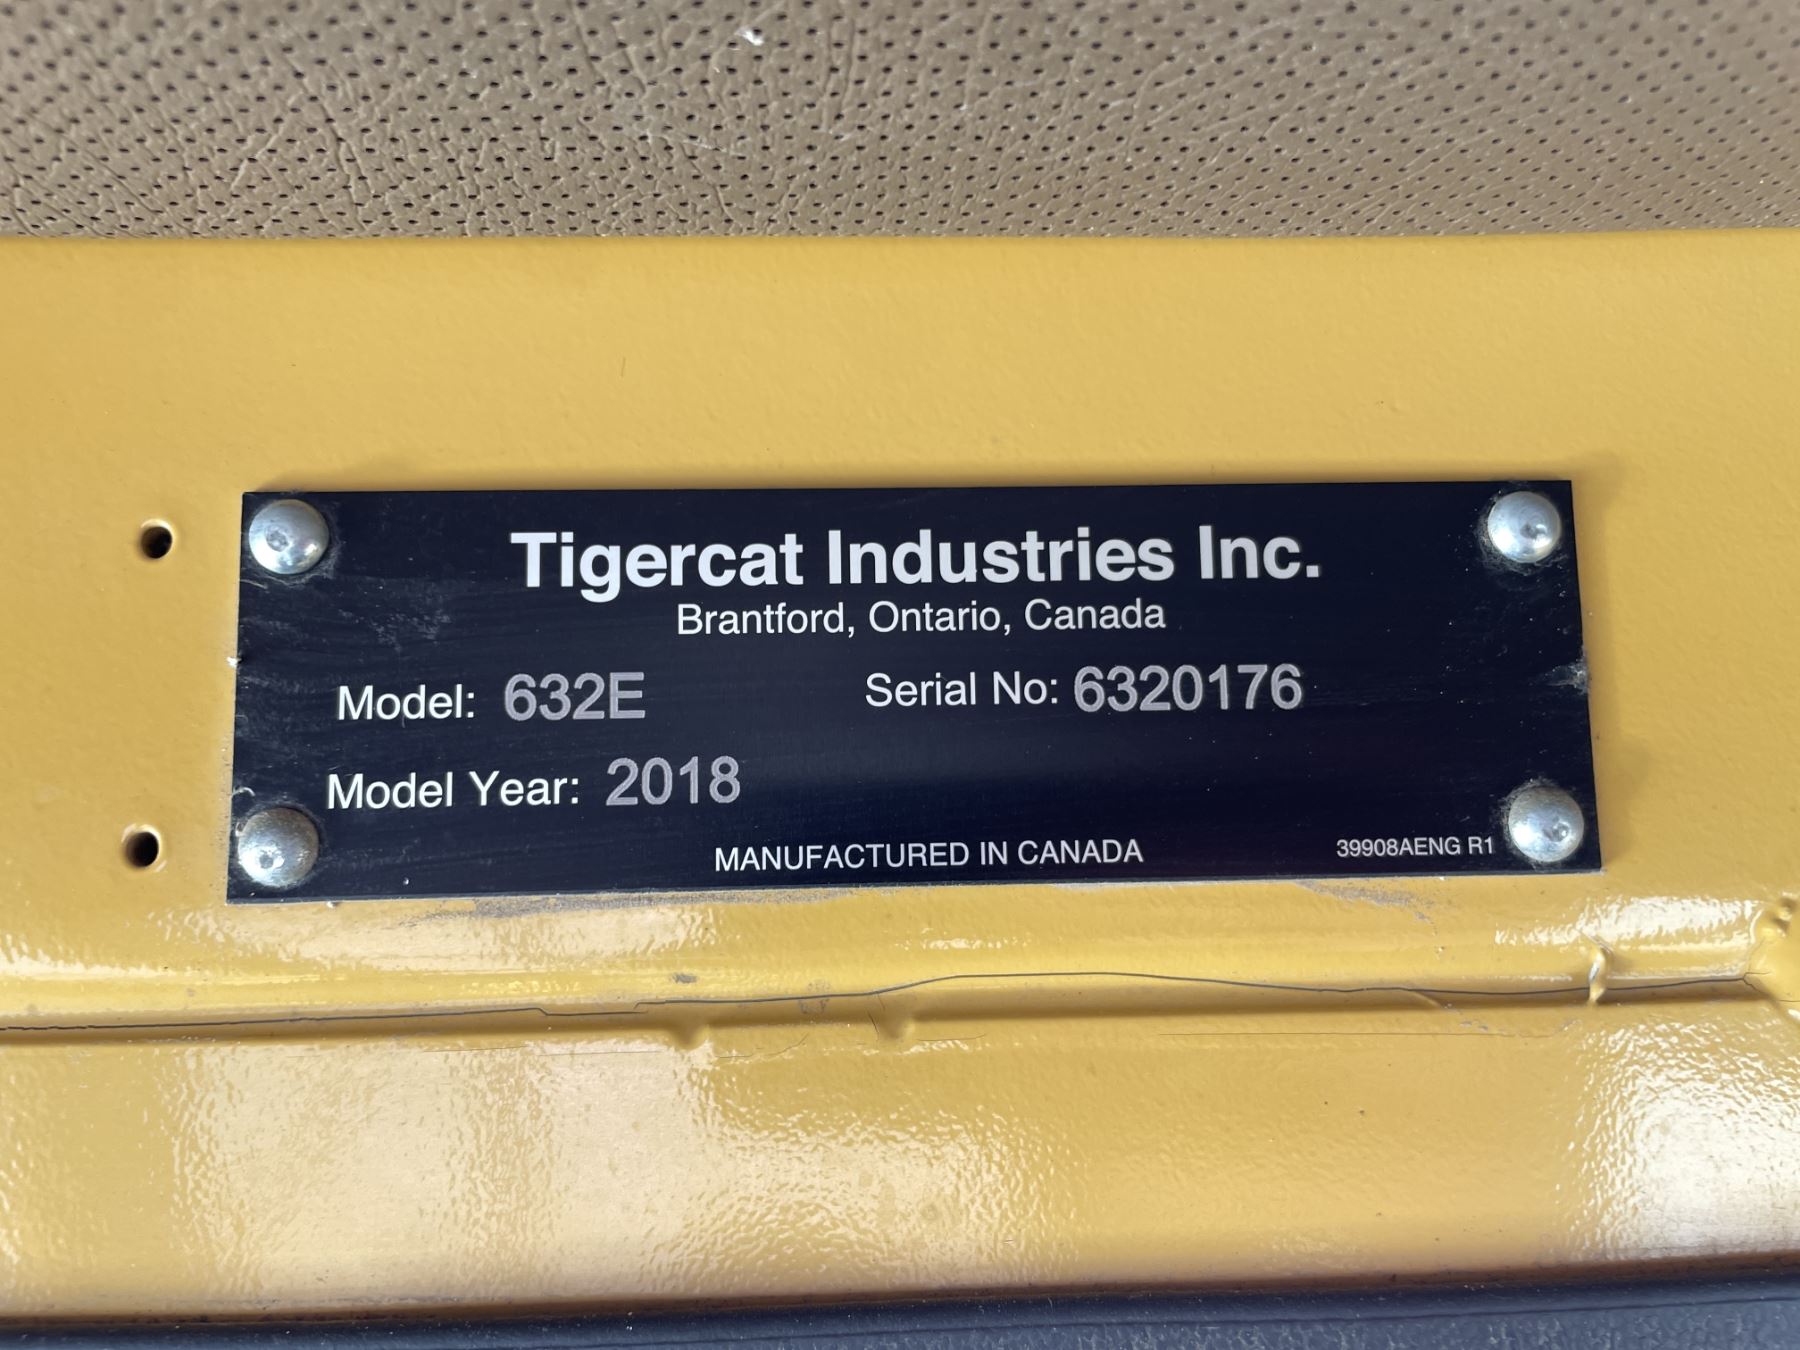 Tigercat Industries Inc.
Brantford, Ontario, Canada
Model: 632E Serial No: 6320176
Model Year: 2018
MANUFACTURED IN CANADA 39908AENG R1